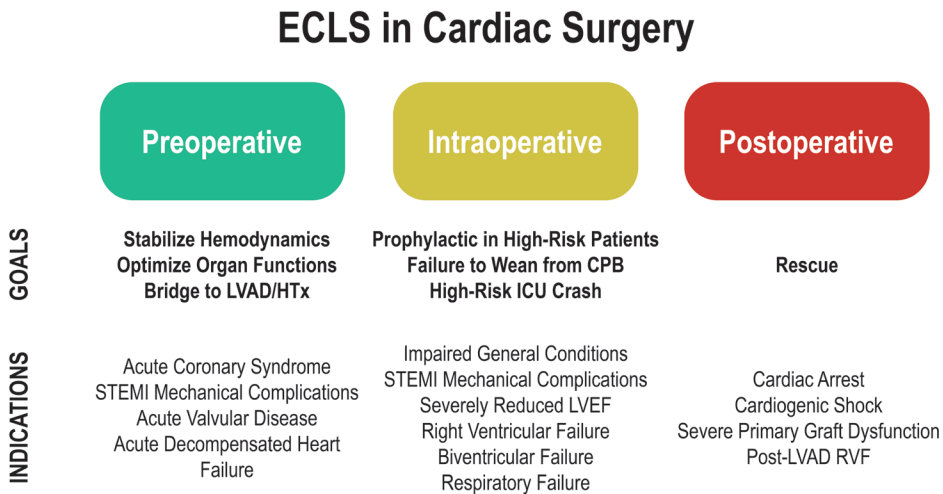 ECLS in Cardiac Surgery
Preoperative
Intraoperative
Postoperative
GOALS
Stabilize Hemodynamics
Optimize Organ Functions
Bridge to LVAD/HTx
Prophylactic in High-Risk Patients
Failure to Wean from CPB
High-Risk ICU Crash
Rescue
INDICATIONS
Acute Coronary Syndrome
STEMI Mechanical Complications
Acute Valvular Disease
Acute Decompensated Heart
Failure
Impaired General Conditions
STEMI Mechanical Complications
Severely Reduced LVEF
Right Ventricular Failure
Biventricular Failure
Respiratory Failure
Cardiac Arrest
Cardiogenic Shock
Severe Primary Graft Dysfunction
Post-LVAD RVF